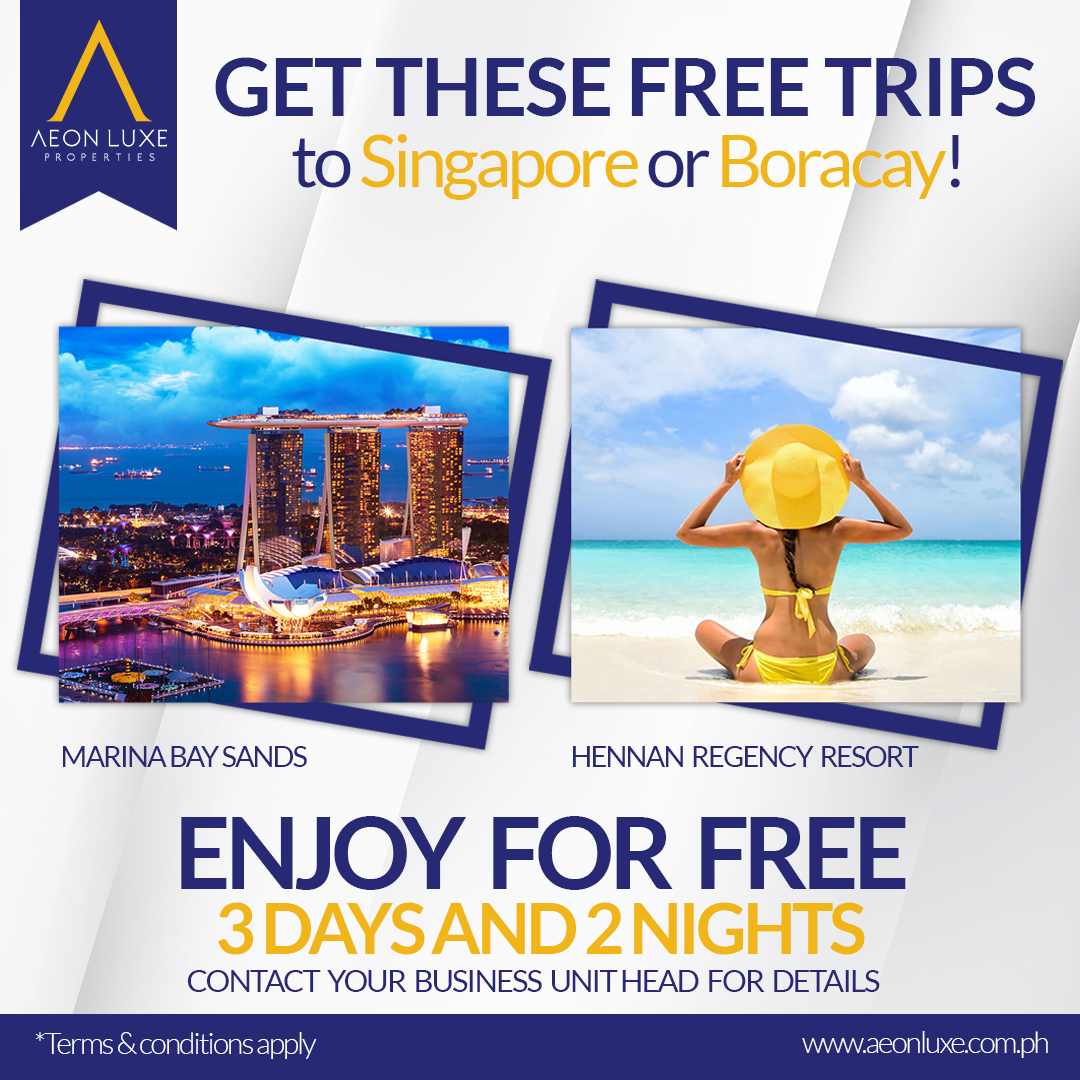 AEON LUXE
PROPERTIES
GET THESE FREE TRIPS
to Singapore or Boracay!
MARINA BAY SANDS
HENNAN REGENCY RESORT
ENJOY FOR FREE
3 DAYS AND 2 NIGHTS
CONTACT YOUR BUSINESS UNIT HEAD FOR DETAILS
*Terms & conditions apply
www.aeonluxe.com.ph